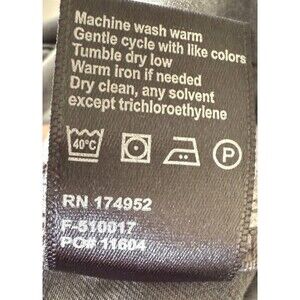 Machine wash warm
Gentle cycle with like colors
Tumble dry low
Warm iron if needed
Dry clean, any solvent
except trichloroethylene
40°C P
RN 174952
F-510017
PO# 11604